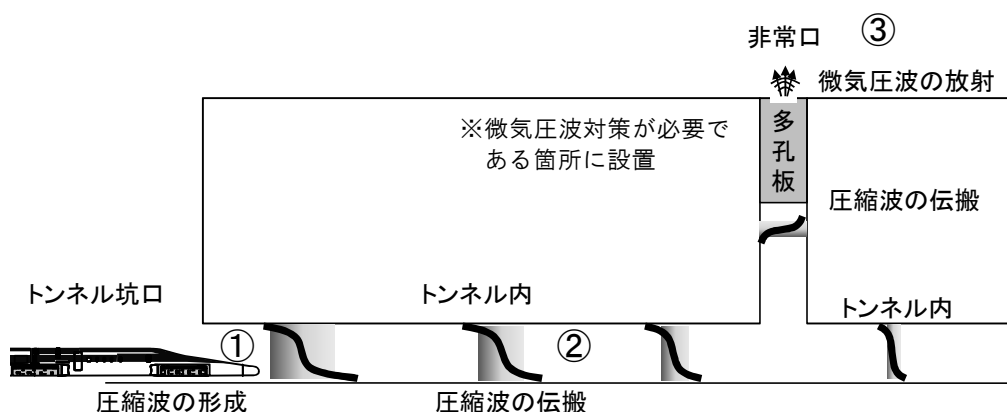 非常口 ③
微気圧波の放射
※微気圧波対策が必要で
ある箇所に設置
多孔板
圧縮波の伝搬
トンネル坑口
トンネル内
トンネル内
①
②
圧縮波の形成
圧縮波の伝搬